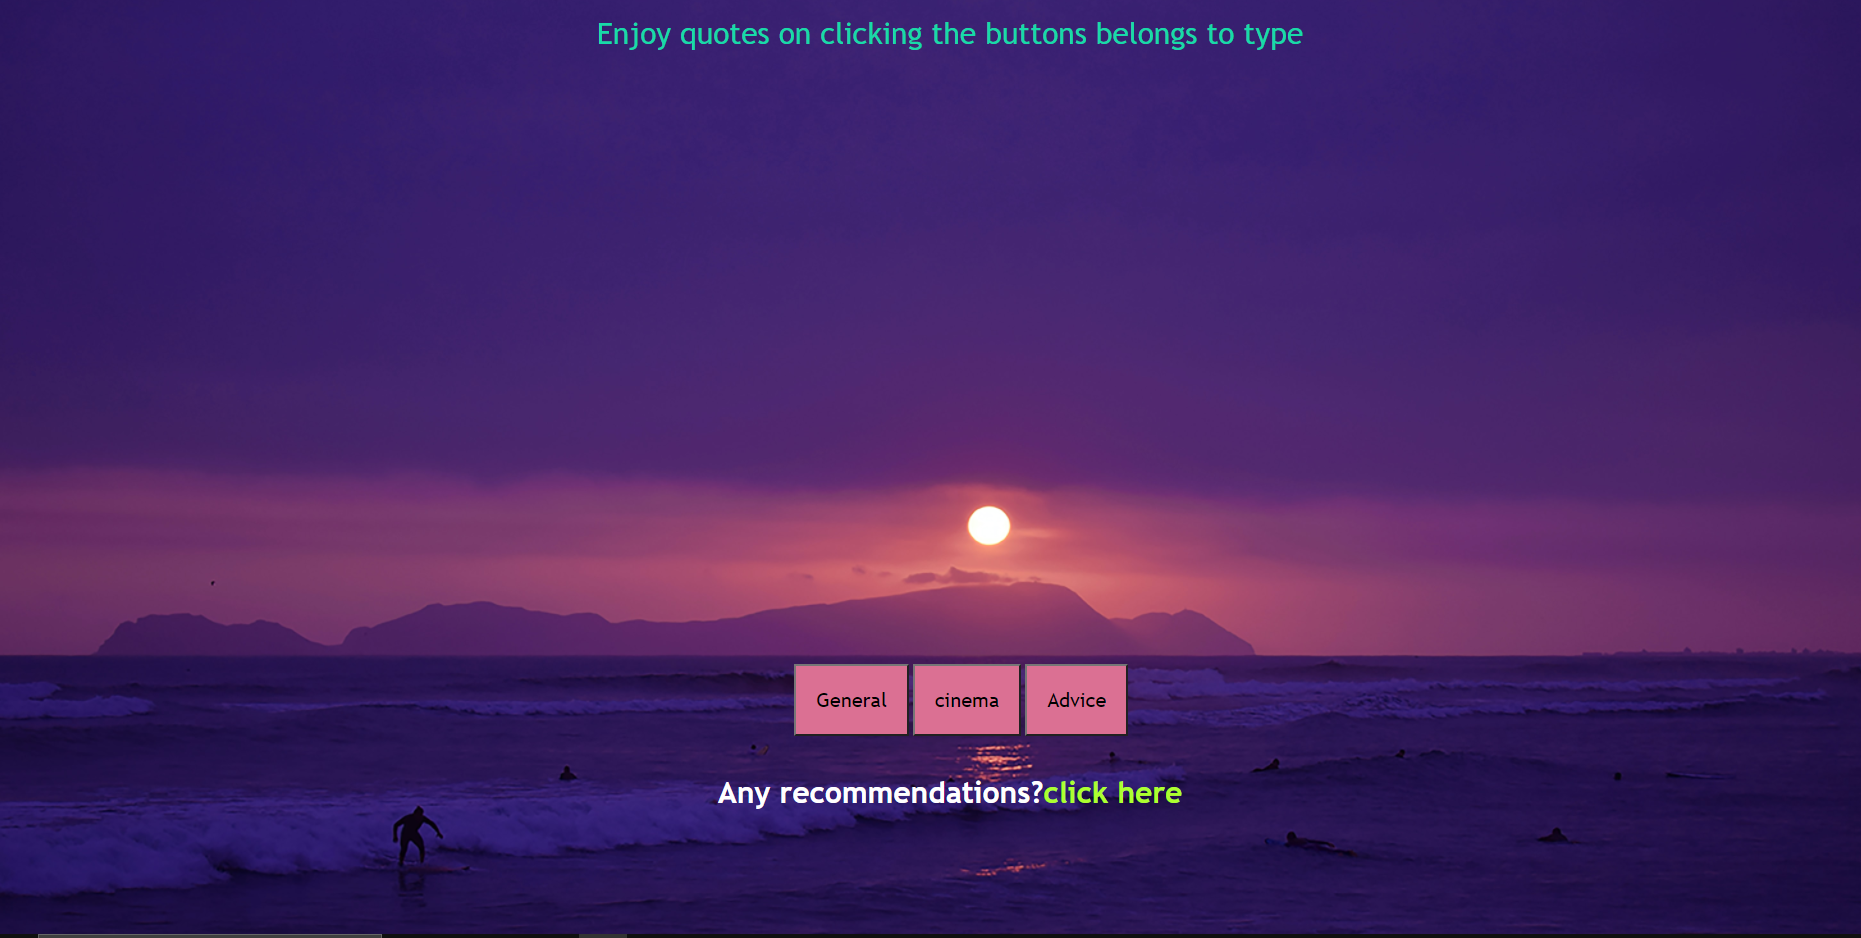 Enjoy quotes on clicking the buttons belongs to type
General cinema Advice
Any recommendations?click here